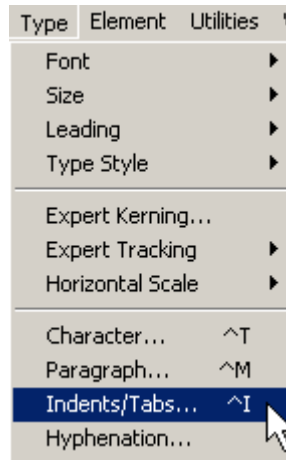 Type Element Utilities
Font
Size
Leading
Type Style
Expert Kerning...
Expert Tracking
Horizontal Scale
Character... ^T
Paragraph... ^M
Indents/Tabs... ^I
Hyphenation...